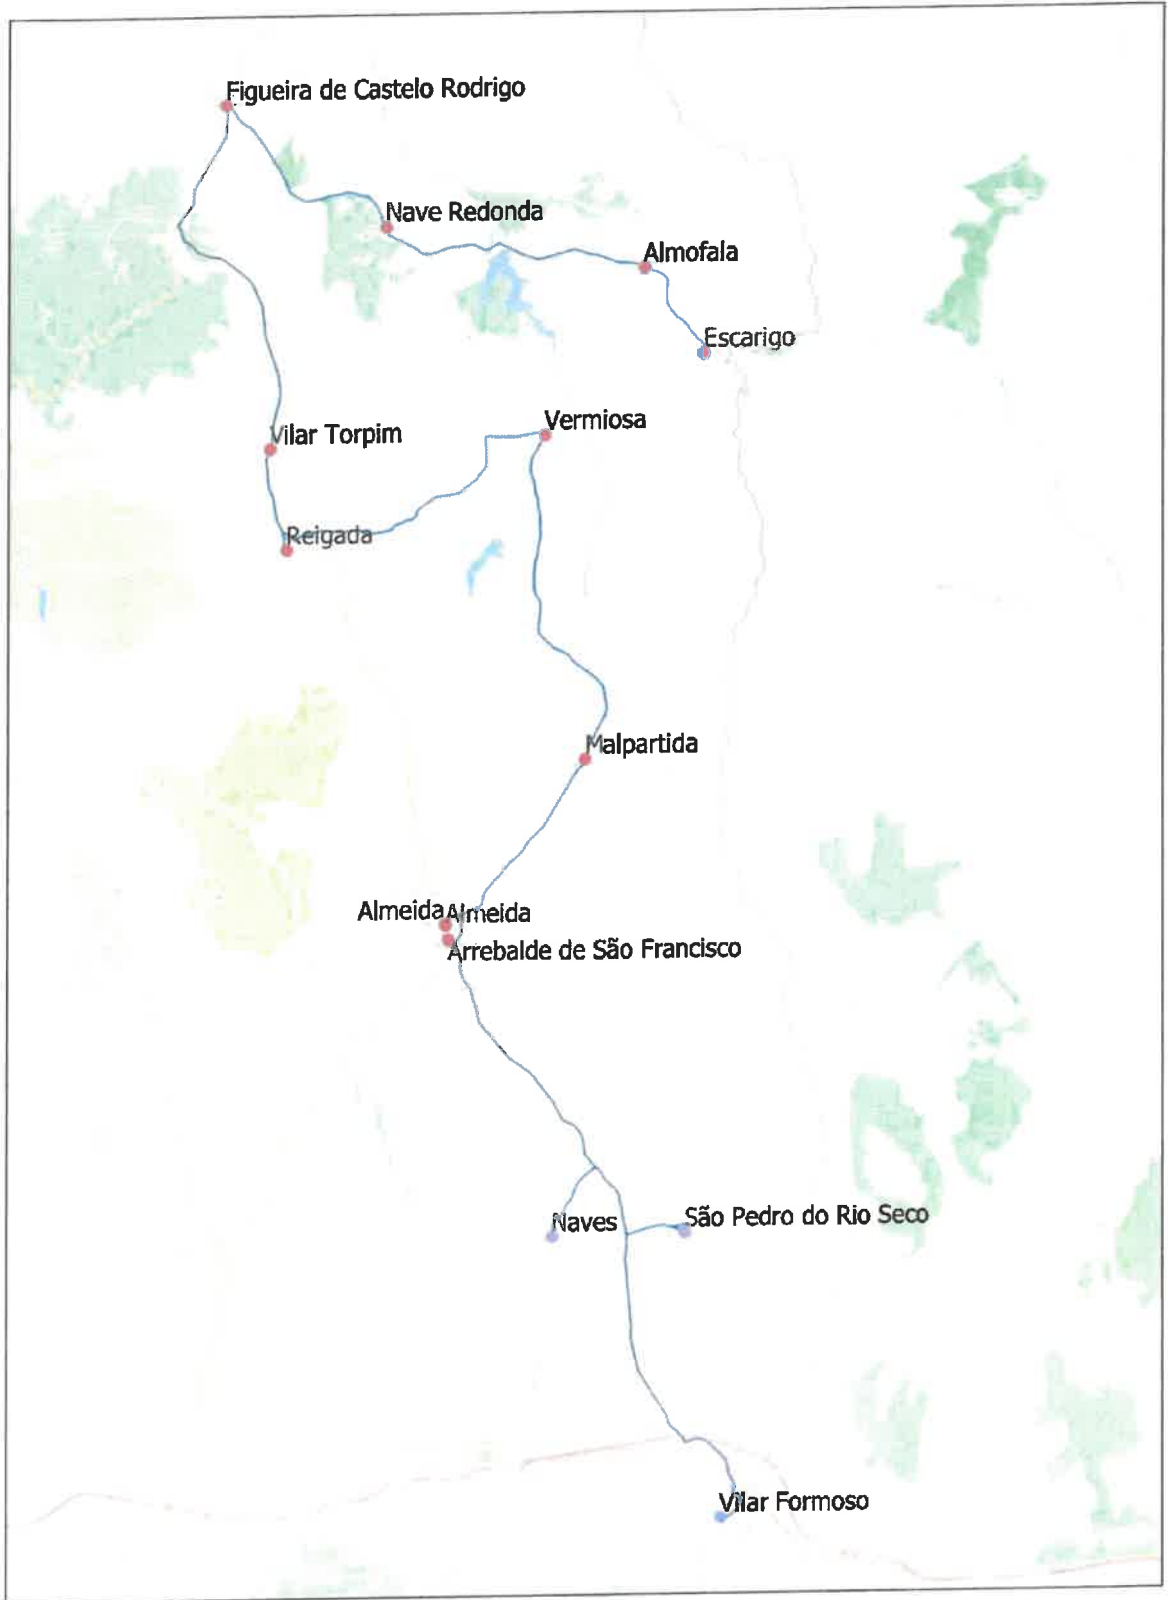 Figueira de Castelo Rodrigo
Nave Redonda
Almofala
Escarigo
Vermiosa
Vilar Torpim
Reigada
Malpartida
Almeida Almeida
Arrebalde de São Francisco
Naves
São Pedro do Rio Seco
Vilar Formoso